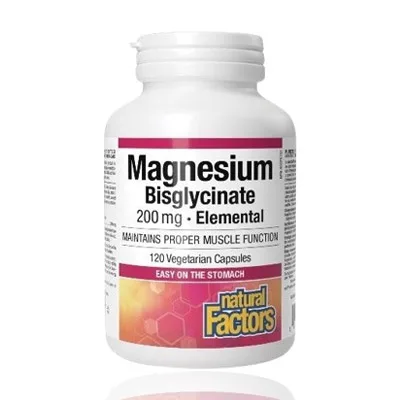 Magnesium
Bisglycinate
200 mg • Elemental
MAINTAINS PROPER MUSCLE FUNCTION
120 Vegetarian Capsules
EASY ON THE STOMACH
natural
Factors